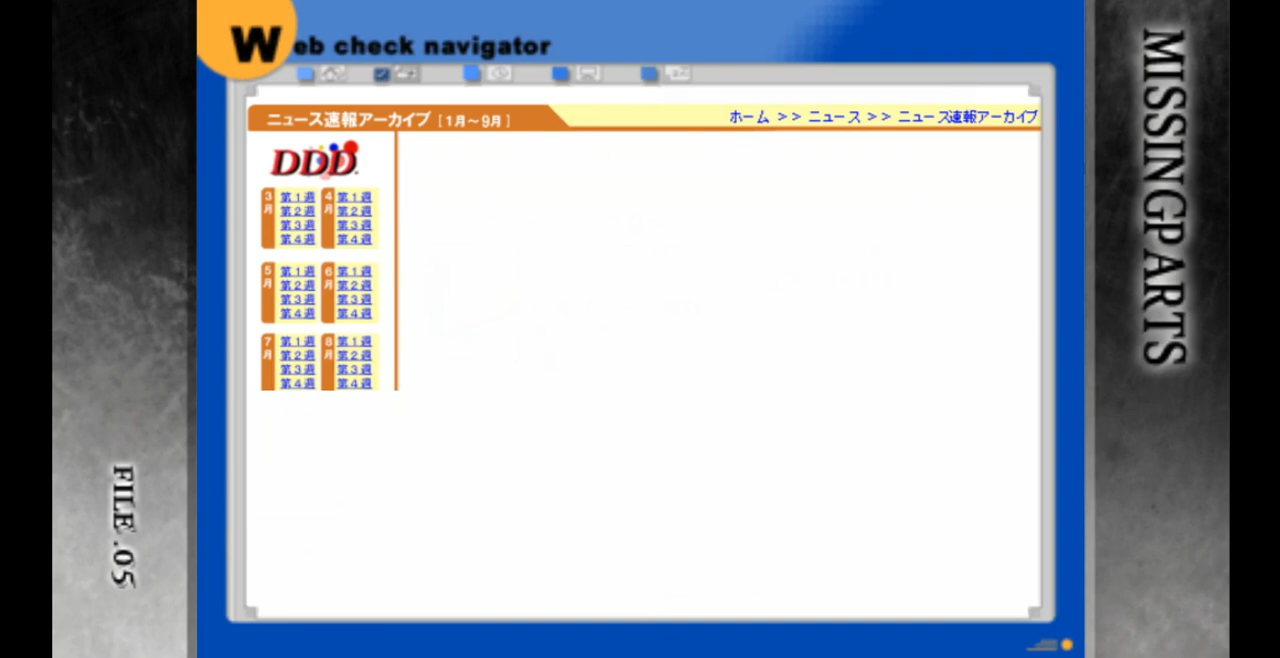 Web check navigator
ニュース速報アーカイブ [1月~9月]
ホーム >> ニュース >> ニュース速報アーカイブ
DDD
3月 第1週 第2週 第3週 第4週
4月 第1週 第2週 第3週 第4週
5月 第1週 第2週 第3週 第4週
6月 第1週 第2週 第3週 第4週
7月 第1週 第2週 第3週 第4週
8月 第1週 第2週 第3週 第4週
MISSINGPARTS
FILE .05